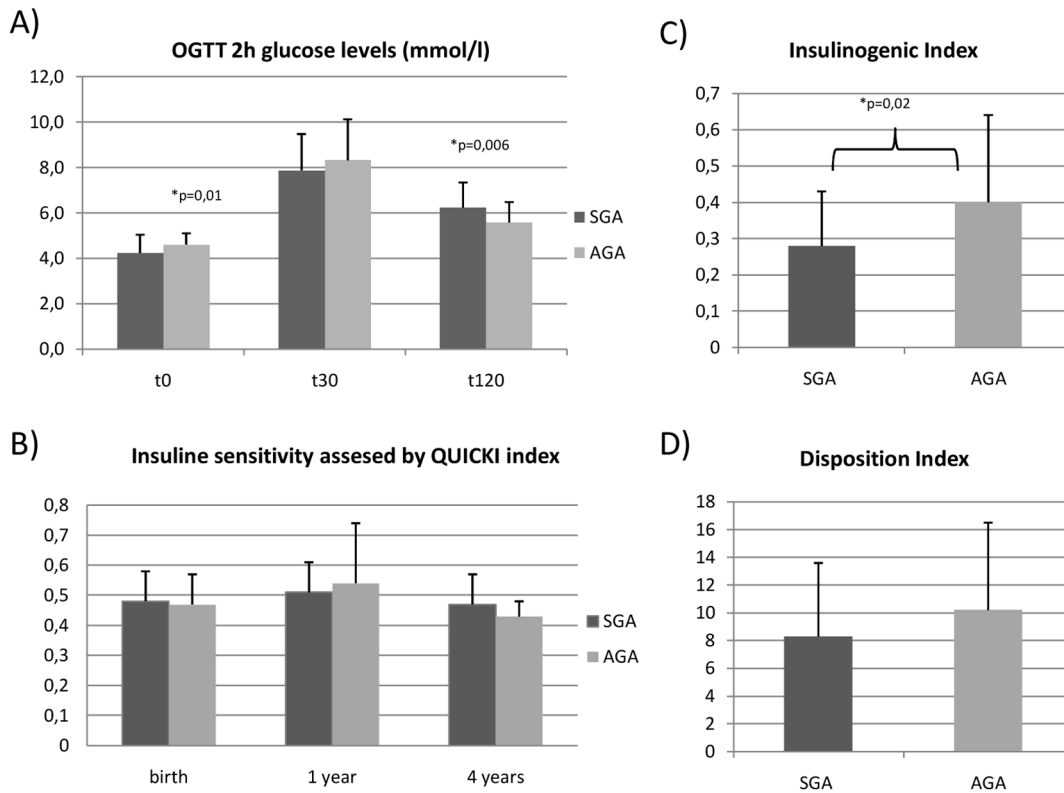 A)
OGTT 2h glucose levels (mmol/l)
12,0
10,0
8,0
6,0
4,0
2,0
0,0
*p=0,01
*p=0,006
t0 t30 t120
SGA
AGA
B)
Insuline sensitivity assesed by QUICKI index
0,8
0,7
0,6
0,5
0,4
0,3
0,2
0,1
0
birth 1 year 4 years
SGA
AGA
C)
Insulinogenic Index
0,7
0,6
0,5
0,4
0,3
0,2
0,1
0
*p=0,02
SGA AGA
D)
Disposition Index
18
16
14
12
10
8
6
4
2
0
SGA AGA